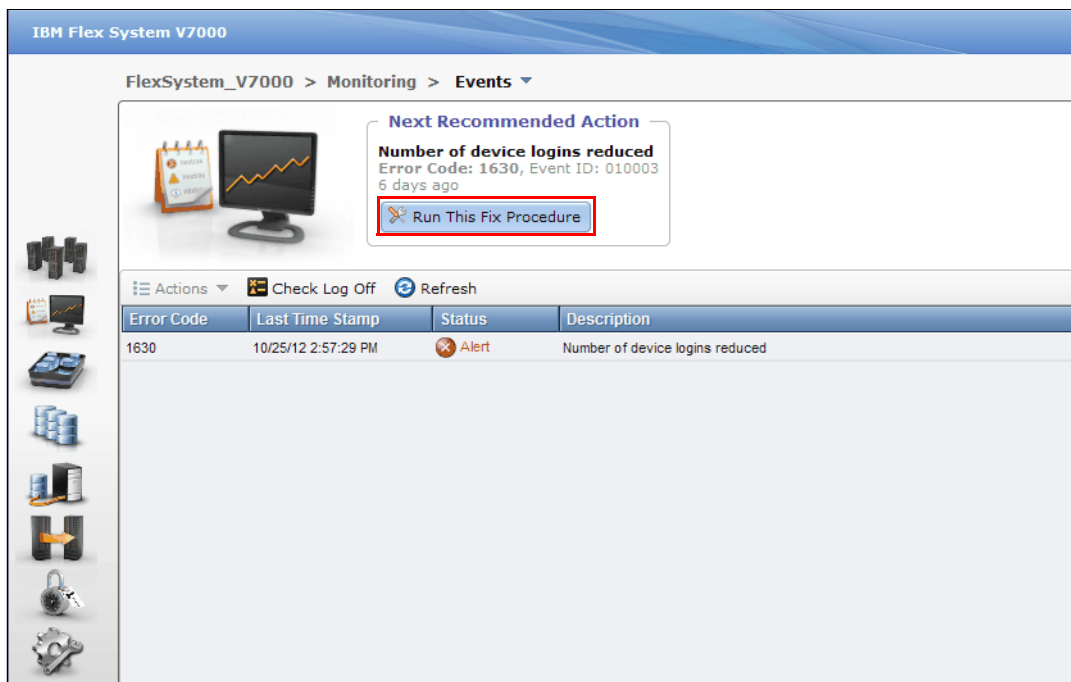 IBM Flex System V7000
FlexSystem_V7000 > Monitoring > Events
Next Recommended Action
Number of device logins reduced
Error Code: 1630, Event ID: 010003
6 days ago
Run This Fix Procedure
Actions Check Log Off Refresh
Error Code Last Time Stamp Status Description
1630 10/25/12 2:57:29 PM Alert Number of device logins reduced